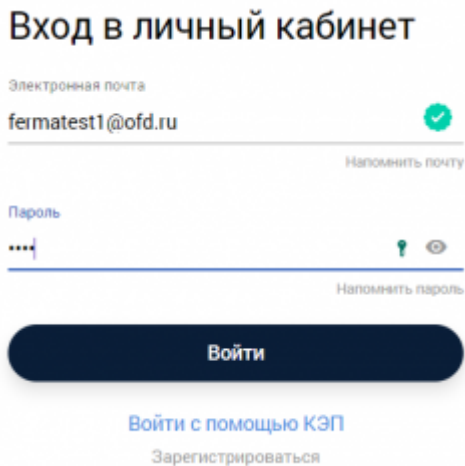 Вход в личный кабинет
Электронная почта
fermatest1@ofd.ru
Напомнить почту
Пароль
••••
Напомнить пароль
Войти
Войти с помощью КЭП
Зарегистрироваться